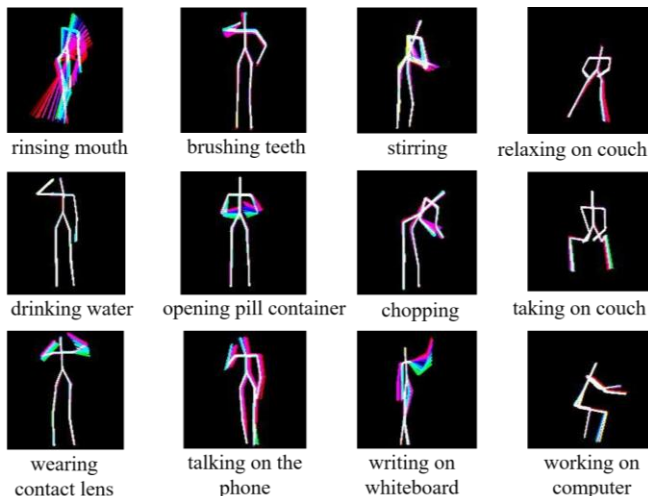 rinsing mouth
brushing teeth
stirring
relaxing on couch
drinking water
opening pill container
chopping
taking on couch
wearing
contact lens
talking on the
phone
writing on
whiteboard
working on
computer